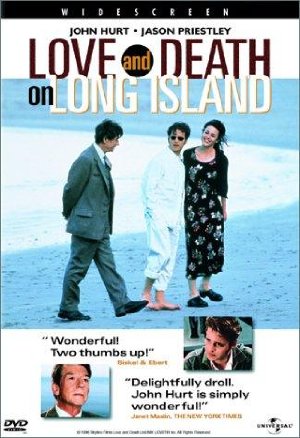 WIDESCREEN
JOHN HURT • JASON PRIESTLEY
LOVE and DEATH
on LONG ISLAND
"Wonderful!
Two thumbs up!"
Siskel & Ebert
"Delightfully droll.
John Hurt is simply
wonderful!"
Janet Maslin, THE NEW YORK TIMES
DVD
UNIVERSAL